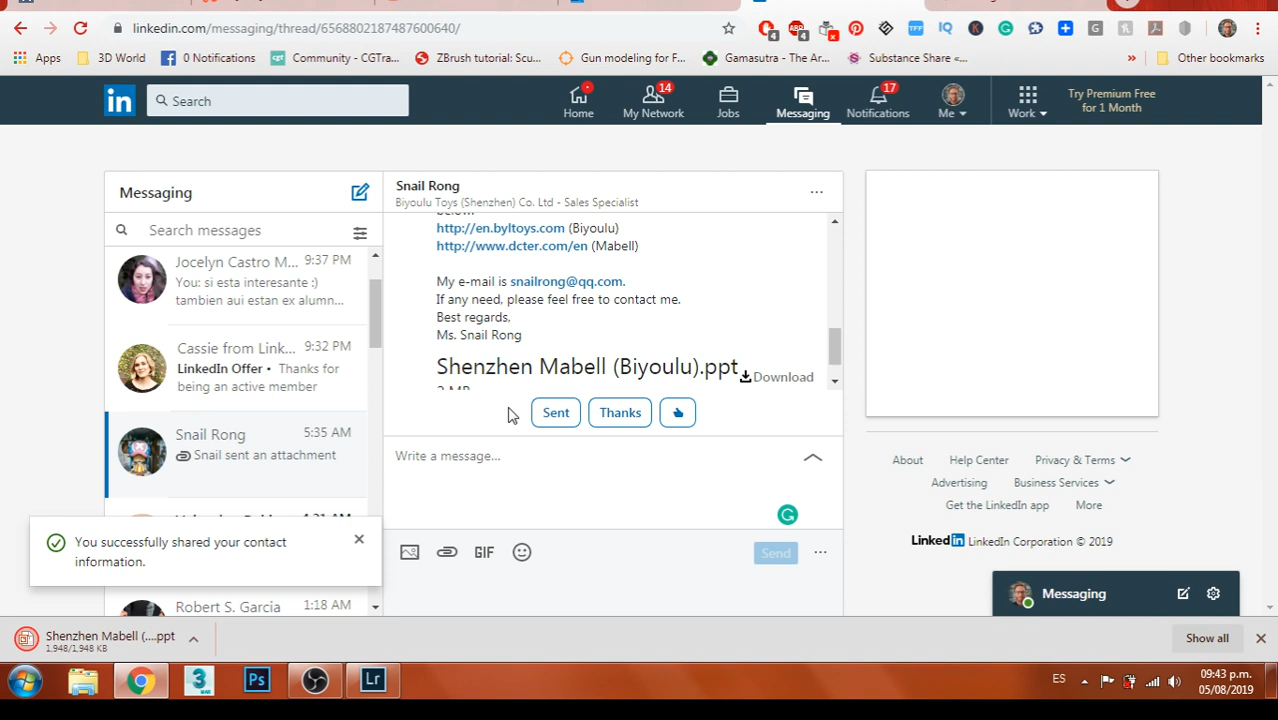 linkedin.com/messaging/thread/6568802187487600640/
Apps
3D World
0 Notifications
Community - CGTra...
ZBrush tutorial: Scu...
Gun modeling for F...
Gamasutra - The Ar...
Substance Share «...
»
Other bookmarks
in
Search
Home
14
My Network
Jobs
Messaging
17
Notifications
Me
Work
Try Premium Free
for 1 Month
Messaging
Search messages
Jocelyn Castro M... 9:37 PM
You: si esta interesante :)
tambien aui estan ex alumn...
Cassie from Link... 9:32 PM
LinkedIn Offer • Thanks for
being an active member
Snail Rong 5:35 AM
Snail sent an attachment
Robert S. Garcia 1:18 AM
Snail Rong
Biyoulu Toys (Shenzhen) Co. Ltd - Sales Specialist
...
below
http://en.byltoys.com (Biyoulu)
http://www.dcter.com/en (Mabell)
My e-mail is snailrong@qq.com.
If any need, please feel free to contact me.
Best regards,
Ms. Snail Rong
Shenzhen Mabell (Biyoulu).ppt
Download
2 MB
Sent
Thanks
Write a message...
GIF
Send
...
About
Help Center
Privacy & Terms
Advertising
Business Services
Get the LinkedIn app
More
Linked in LinkedIn Corporation © 2019
Messaging
You successfully shared your contact
information.
Shenzhen Mabell (....ppt
1,948/1,948 KB
Show all
Ps
Lr
ES
09:43 p.m.
05/08/2019